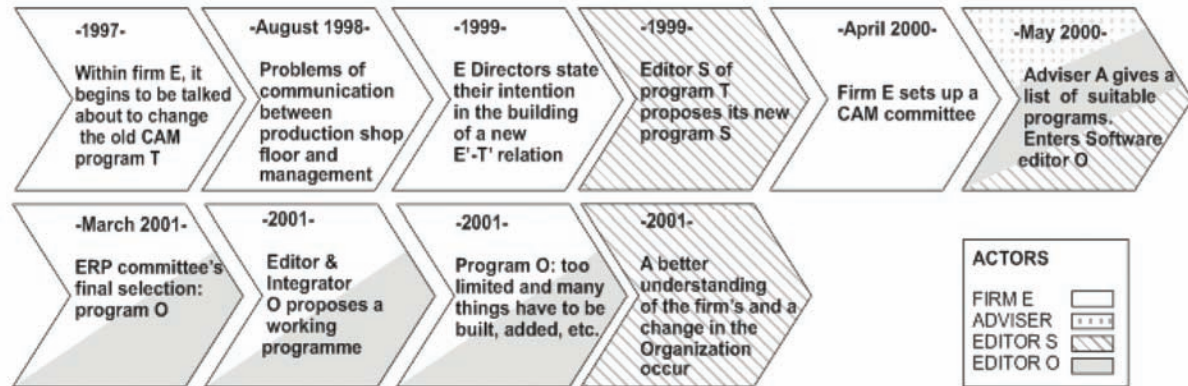 -1997-
Within firm E, it
begins to be talked
about to change
the old CAM
program T
-August 1998-
Problems of
communication
between
production shop
floor and
management
-1999-
E Directors state
their intention
in the building
of a new
E'-T' relation
-1999-
Editor S of
program T
proposes its new
program S
-April 2000-
Firm E sets up a
CAM committee
-May 2000-
Adviser A gives a
list of suitable
programs.
Enters Software
editor O
-March 2001-
ERP committee's
final selection:
program O
-2001-
Editor &
Integrator
O proposes a
working
programme
-2001-
Program O: too
limited and many
things have to be
built, added, etc.
-2001-
A better
understanding
of the firm's and a
change in the
Organization
occur
ACTORS
FIRM E
ADVISER
EDITOR S
EDITOR O